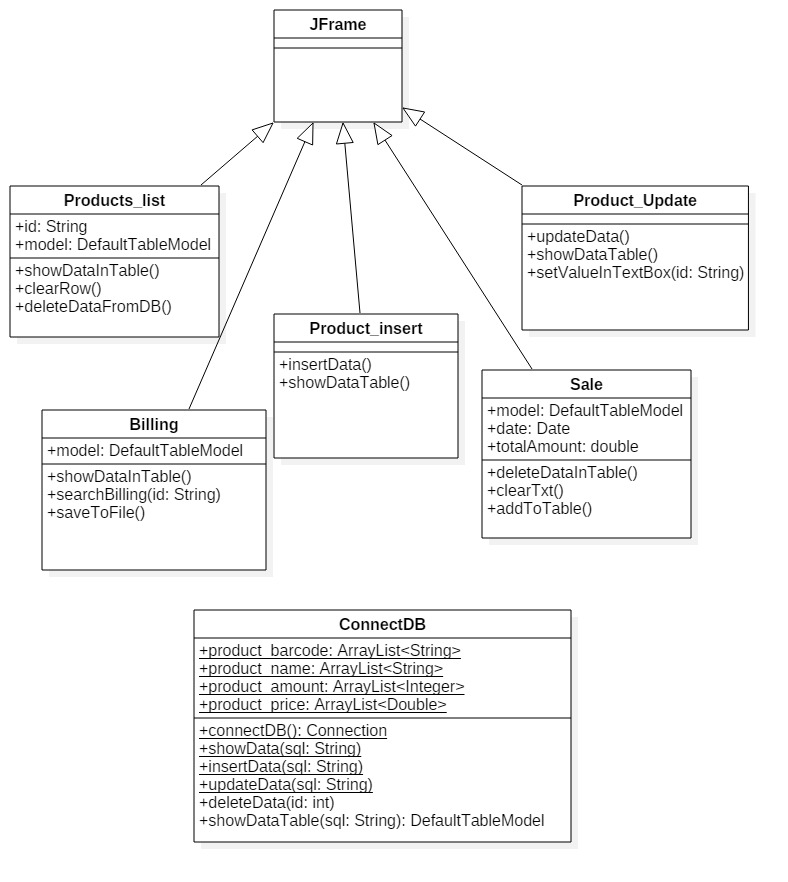 JFrame
Products_list
+id: String
+model: DefaultTableModel
+showDataInTable()
+clearRow()
+deleteDataFromDB()
Product_Update
+updateData()
+showDataTable()
+setValueInTextBox(id: String)
Product_insert
+insertData()
+showDataTable()
Sale
+model: DefaultTableModel
+date: Date
+totalAmount: double
+deleteDataInTable()
+clearTxt()
+addToTable()
Billing
+model: DefaultTableModel
+showDataInTable()
+searchBilling(id: String)
+saveToFile()
ConnectDB
+product_barcode: ArrayList<String>
+product_name: ArrayList<String>
+product_amount: ArrayList<Integer>
+product_price: ArrayList<Double>
+connectDB(): Connection
+showData(sql: String)
+insertData(sql: String)
+updateData(sql: String)
+deleteData(id: int)
+showDataTable(sql: String): DefaultTableModel